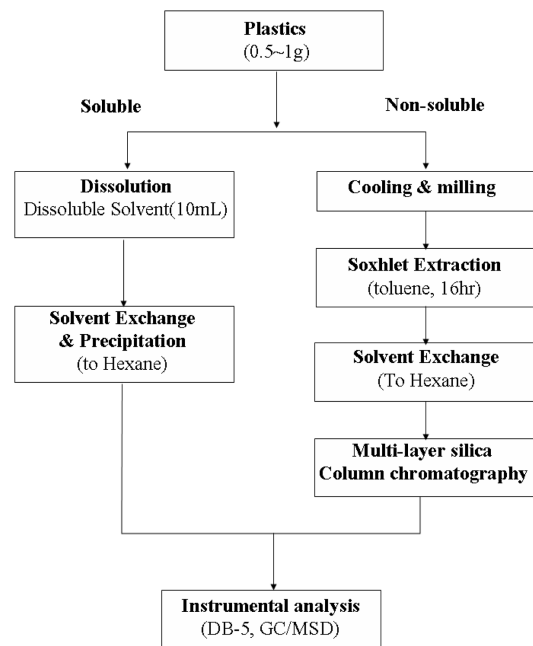 Plastics
(0.5~1g)
Soluble
Non-soluble
Dissolution
Dissoluble Solvent(10mL)
Solvent Exchange
& Precipitation
(to Hexane)
Cooling & milling
Soxhlet Extraction
(toluene, 16hr)
Solvent Exchange
(To Hexane)
Multi-layer silica
Column chromatography
Instrumental analysis
(DB-5, GC/MSD)